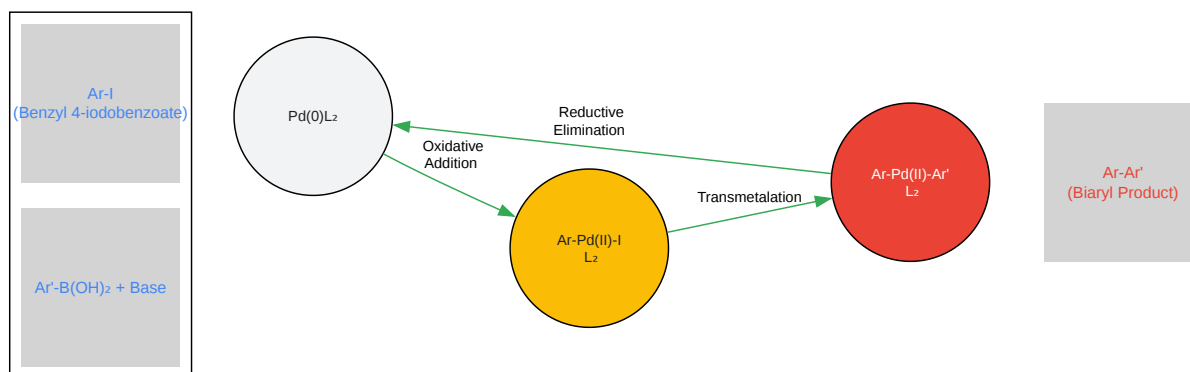 Ar-I
(Benzyl 4-iodobenzoate)
Ar'-B(OH)₂ + Base
Pd(0)L₂
Oxidative
Addition
Reductive
Elimination
Ar-Pd(II)-I
L₂
Transmetalation
Ar-Pd(II)-Ar'
L₂
Ar-Ar'
(Biaryl Product)